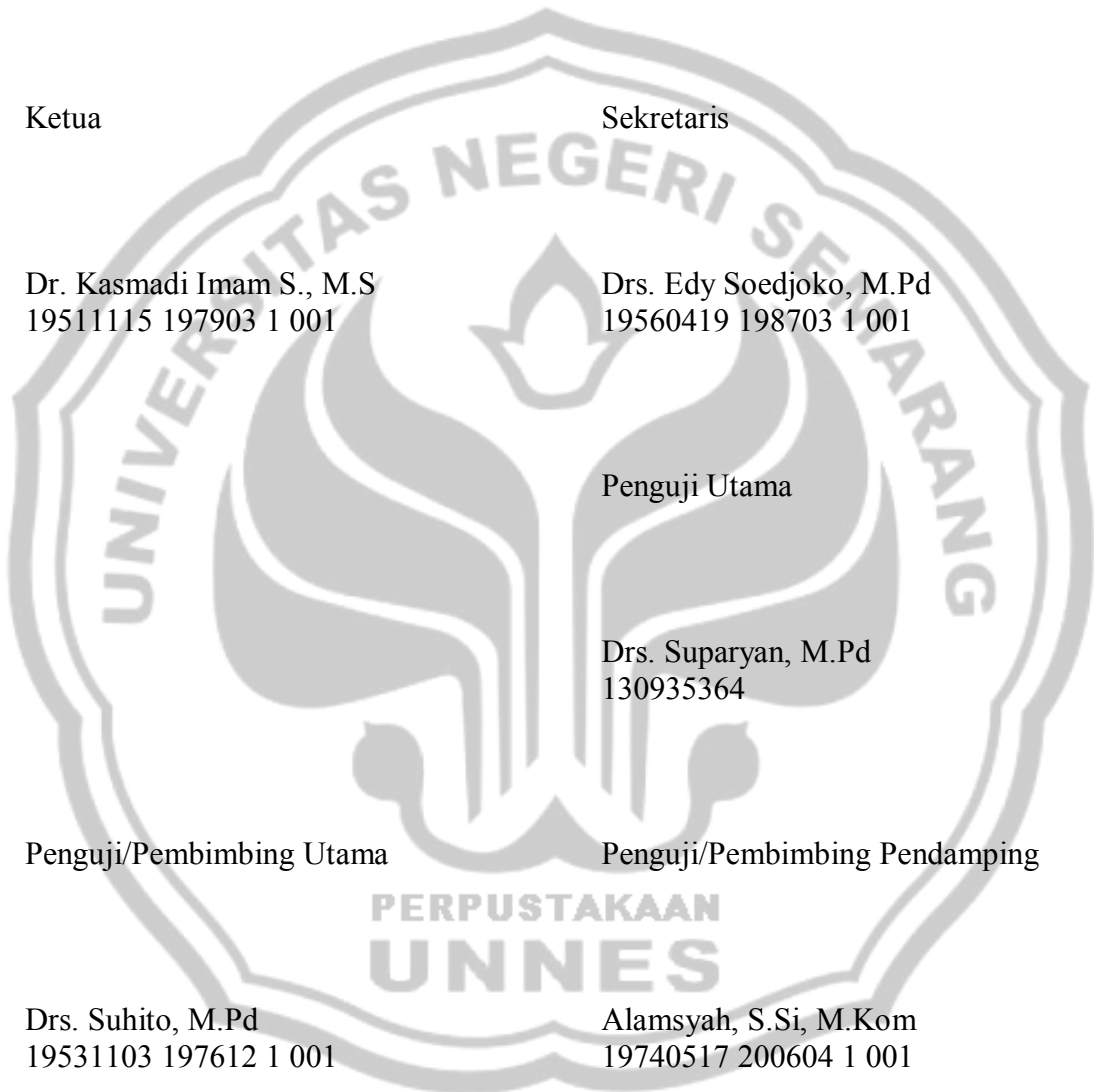 Ketua
Sekretaris
UNIVERSITAS NEGERI SEMARANG
Dr. Kasmadi Imam S., M.S
19511115 197903 1 001
Drs. Edy Soedjoko, M.Pd
19560419 198703 1 001
Penguji Utama
Drs. Suparyan, M.Pd
130935364
Penguji/Pembimbing Utama
Penguji/Pembimbing Pendamping
PERPUSTAKAAN
UNNES
Drs. Suhito, M.Pd
19531103 197612 1 001
Alamsyah, S.Si, M.Kom
19740517 200604 1 001